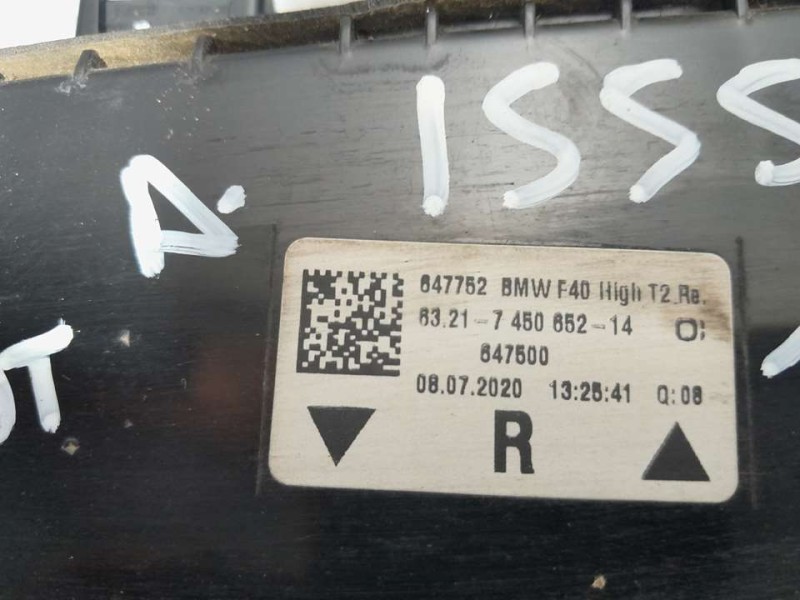 1555
647752 BMW F40 High T2 Re.
63.21-7 450 652-14
647500
08.07.2020 13:25:41 Q:08
R